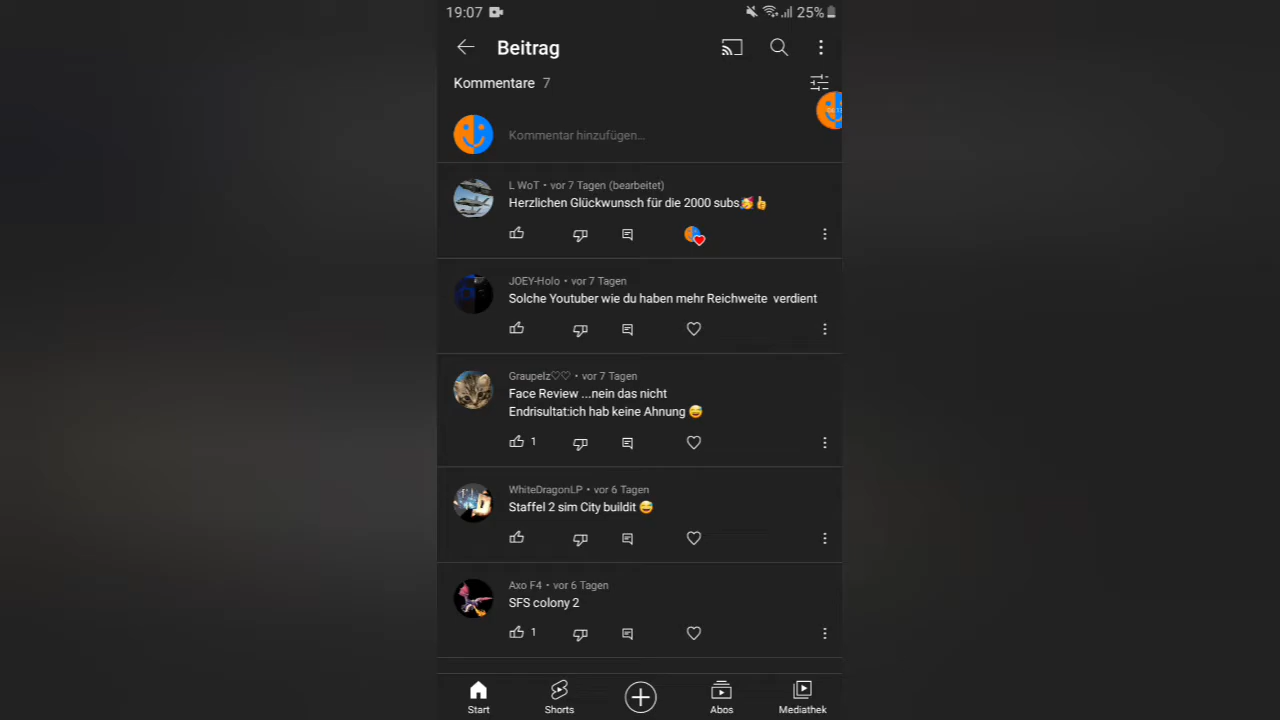 19:07
25%
Beitrag
Kommentare 7
Kommentar hinzufügen...
L WoT • vor 7 Tagen (bearbeitet)
Herzlichen Glückwunsch für die 2000 subs🥳👍
JOEY-Holo • vor 7 Tagen
Solche Youtuber wie du haben mehr Reichweite verdient
Graupelz♡♡ • vor 7 Tagen
Face Review ...nein das nicht
Endrisultat:ich hab keine Ahnung 😅
1
WhiteDragonLP • vor 6 Tagen
Staffel 2 sim City buildit 😅
Axo F4 • vor 6 Tagen
SFS colony 2
1
Start
Shorts
Abos
Mediathek